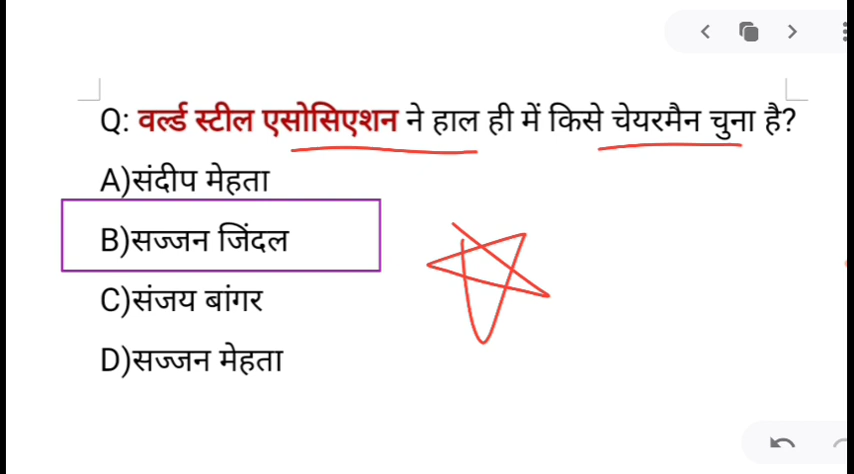 Q: वर्ल्ड स्टील एसोसिएशन ने हाल ही में किसे चेयरमैन चुना है?
A)संदीप मेहता
B)सज्जन जिंदल
C)संजय बांगर
D)सज्जन मेहता